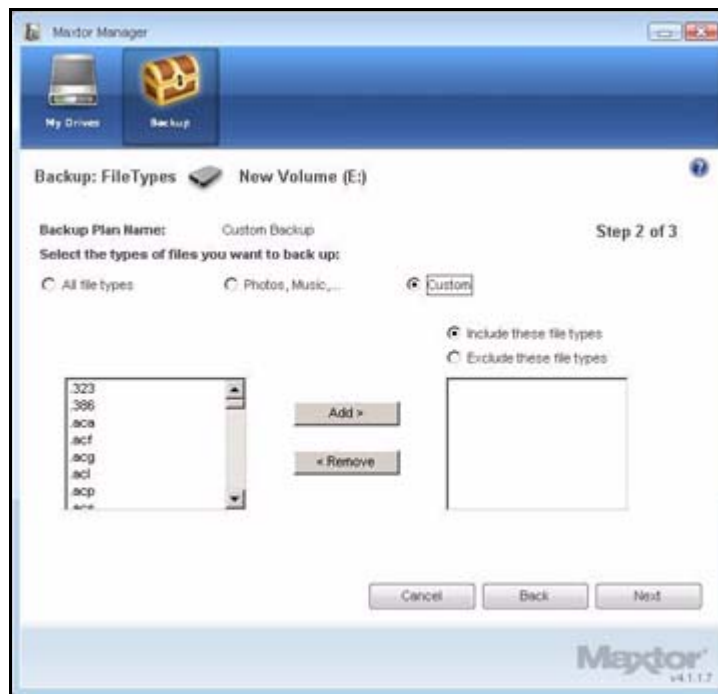 Maxtor Manager
My Drives
Backup
Backup: FileTypes New Volume (E:)
Backup Plan Name: Custom Backup
Step 2 of 3
Select the types of files you want to back up:
All file types
Photos, Music,...
Custom
Include these file types
Exclude these file types
.323
.386
.aca
.acf
.acg
.acl
.acp
.acs
Add >
< Remove
Cancel
Back
Next
Maxtor
v4.1.1.7